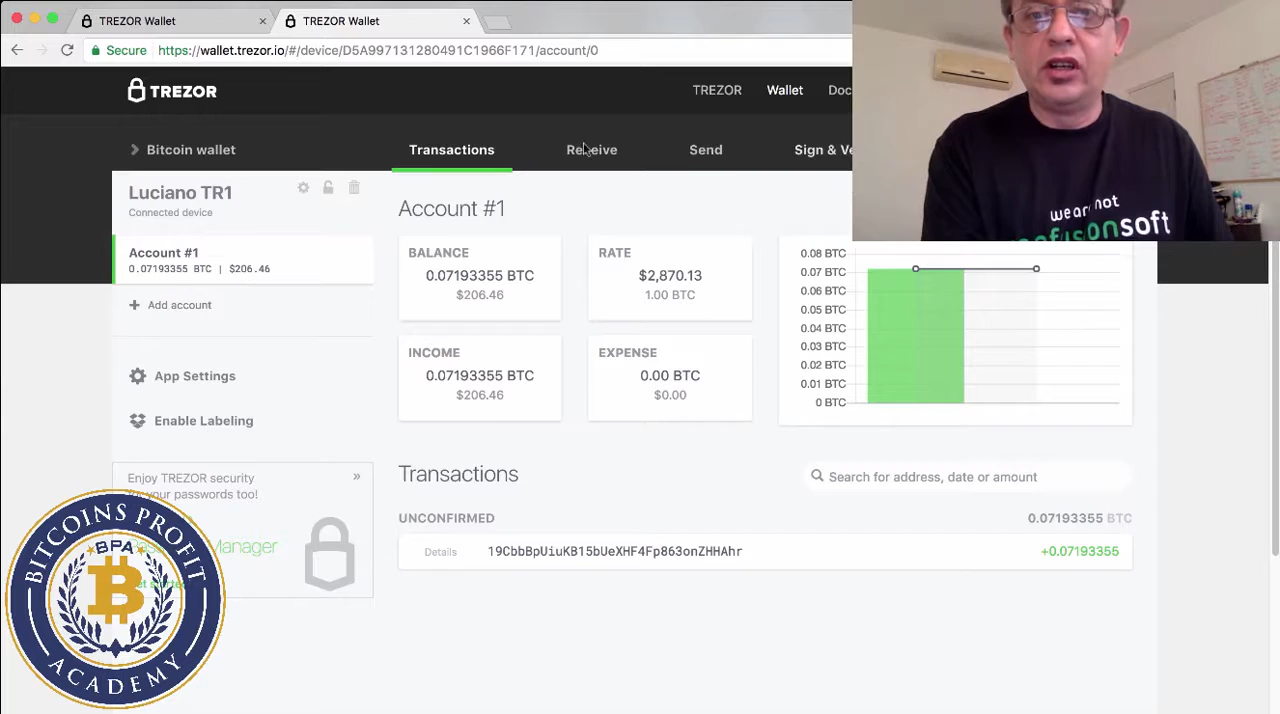 TREZOR Wallet
TREZOR Wallet
Secure https://wallet.trezor.io/#/device/D5A997131280491C1966F171/account/0
TREZOR
TREZOR Wallet Doc
Bitcoin wallet
Transactions Receive Send Sign & Ve
Luciano TR1
Connected device
Account #1
0.07193355 BTC | $206.46
Add account
App Settings
Enable Labeling
Enjoy TREZOR security
your passwords too!
Manager
Account #1
BALANCE
0.07193355 BTC
$206.46
RATE
$2,870.13
1.00 BTC
INCOME
0.07193355 BTC
$206.46
EXPENSE
0.00 BTC
$0.00
0.08 BTC
0.07 BTC
0.06 BTC
0.05 BTC
0.04 BTC
0.03 BTC
0.02 BTC
0.01 BTC
0 BTC
Transactions
Search for address, date or amount
UNCONFIRMED 0.07193355 BTC
Details 19CbbBpUiuKB15bUeXHF4Fp863onZHHAhr +0.07193355
we are not
fusionsoft
BITCOINS PROFIT
BPA
ACADEMY